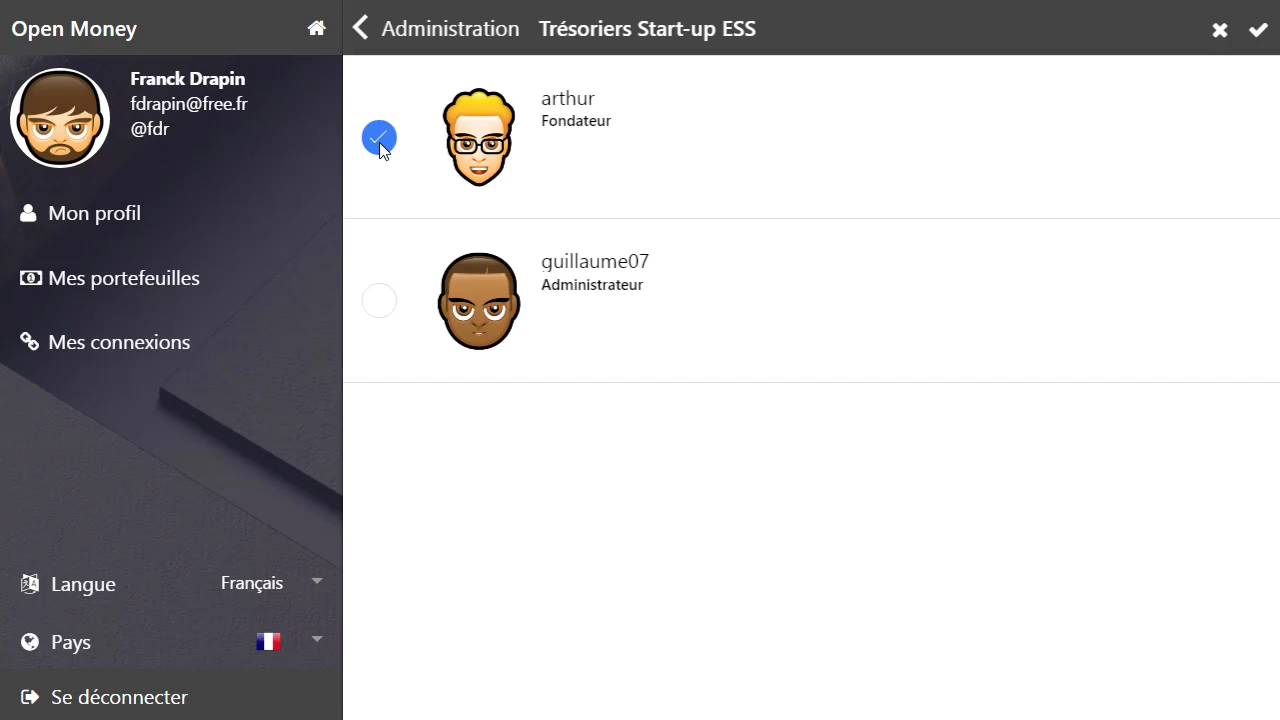 Open Money
Franck Drapin
fdrapin@free.fr
@fdr
Mon profil
Mes portefeuilles
Mes connexions
Langue Français
Pays
Se déconnecter
Administration Trésoriers Start-up ESS
arthur
Fondateur
guillaume07
Administrateur